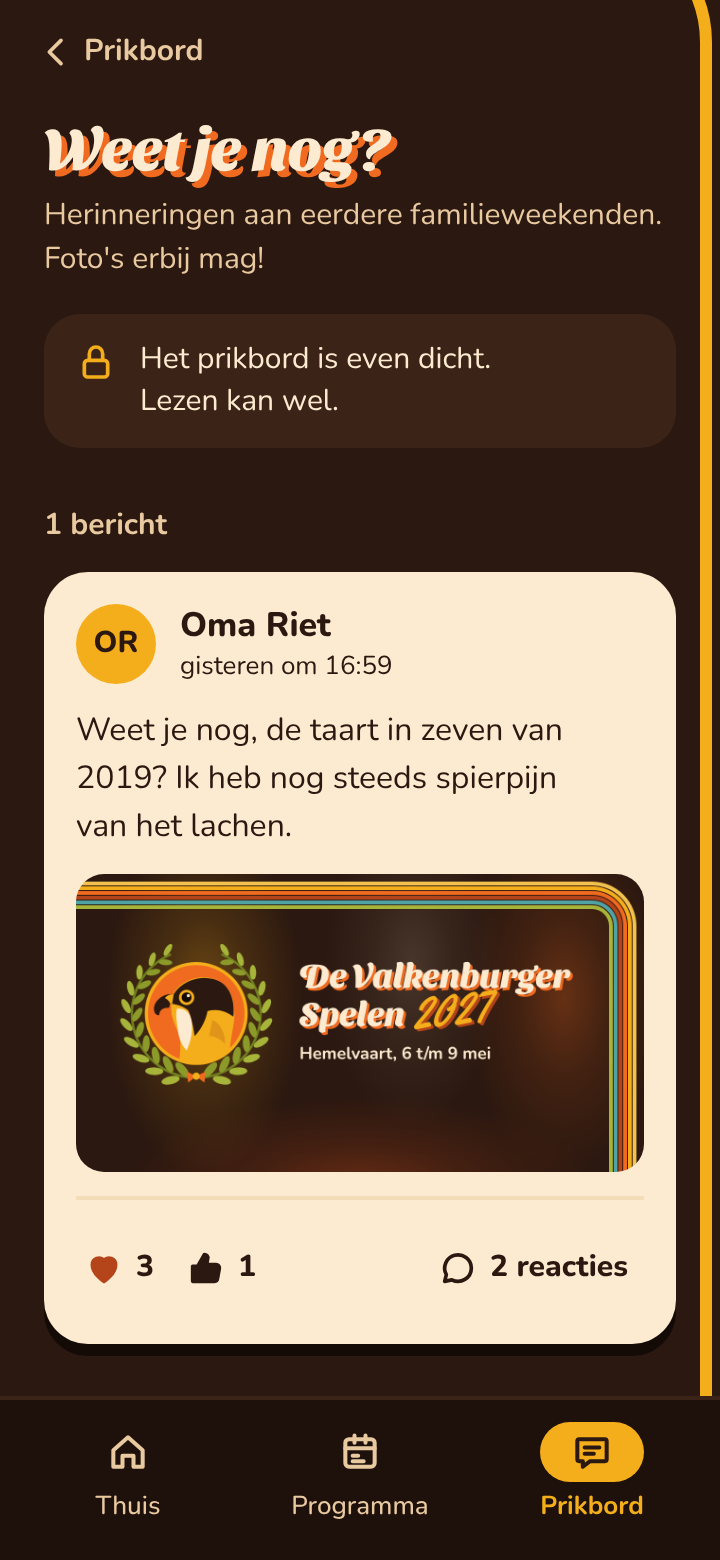 Prikbord
Weet je nog?
Herinneringen aan eerdere familieweekenden.
Foto's erbij mag!
Het prikbord is even dicht.
Lezen kan wel.
1 bericht
OR
Oma Riet
gisteren om 16:59
Weet je nog, de taart in zeven van
2019? Ik heb nog steeds spierpijn
van het lachen.
De Valkenburger
Spelen 2027
Hemelvaart, 6 t/m 9 mei
3 1 2 reacties
Thuis Programma Prikbord